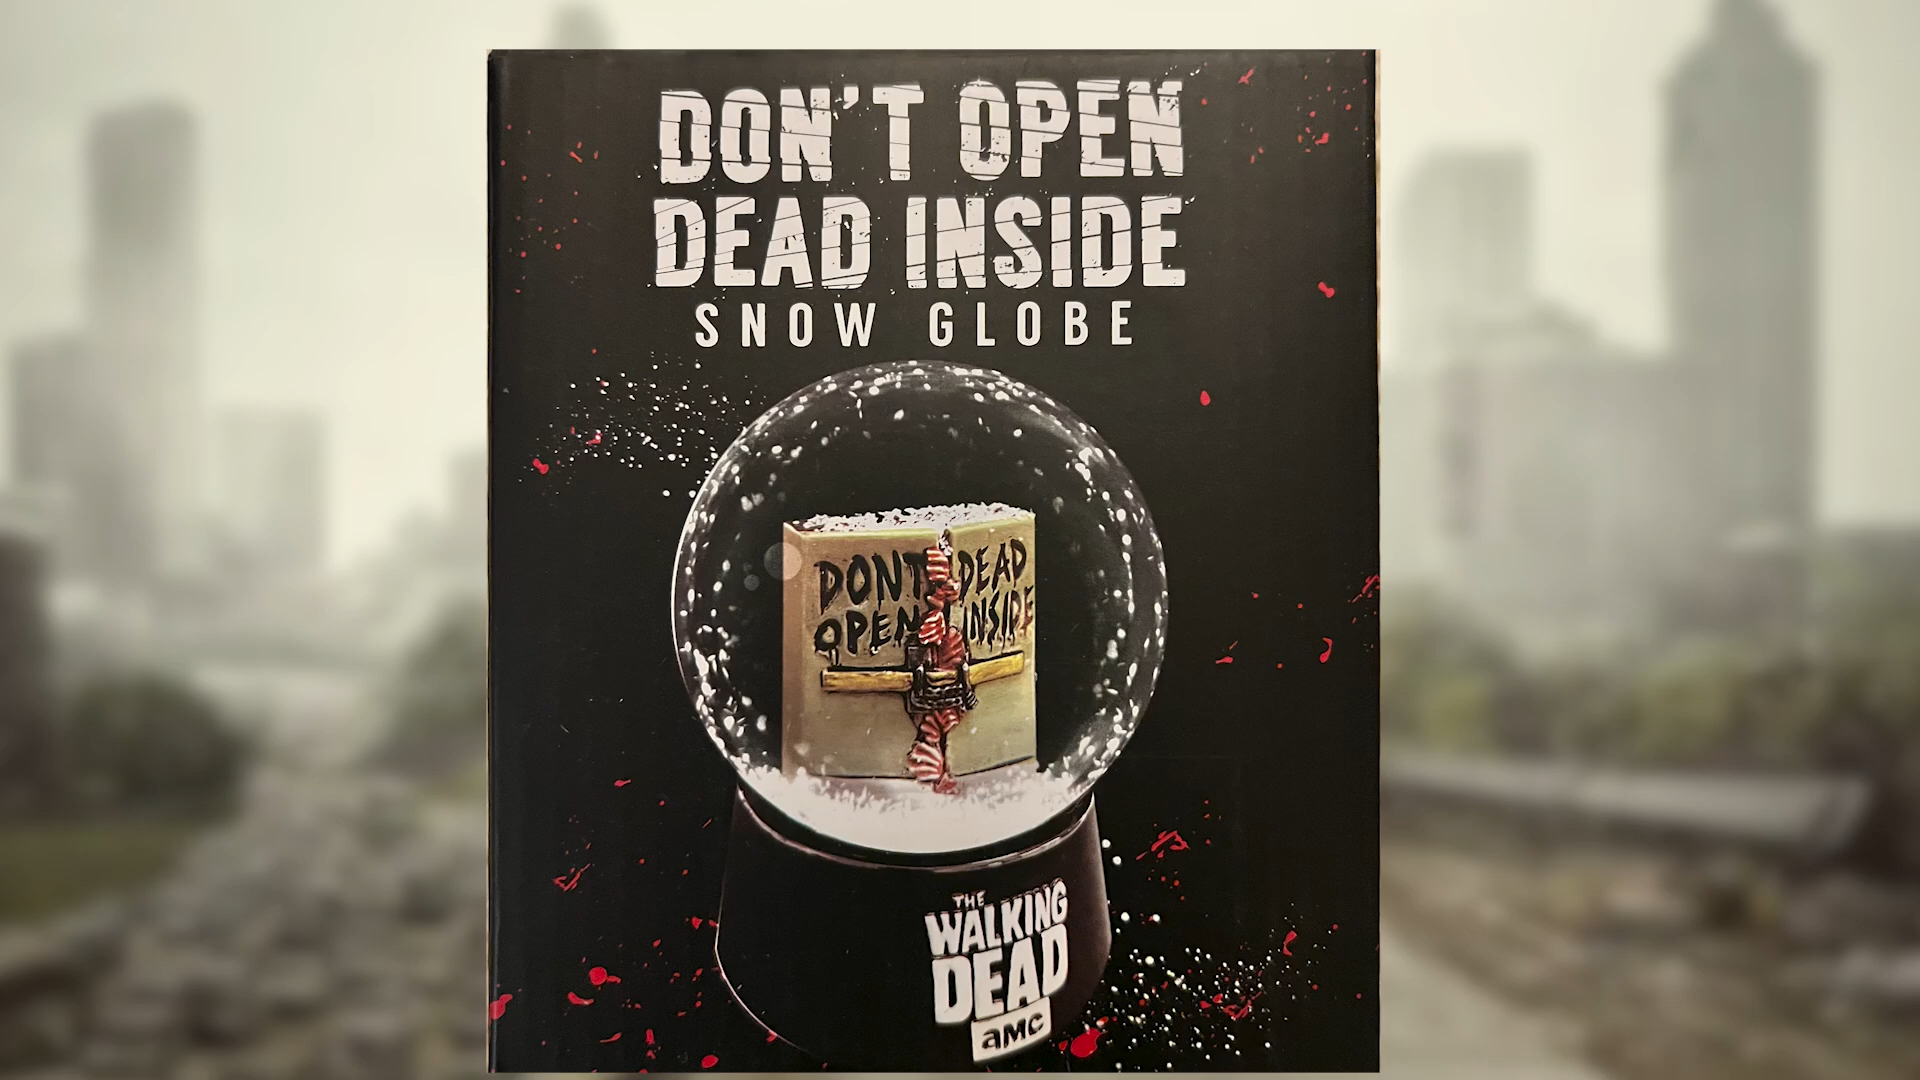 DON'T OPEN
DEAD INSIDE
SNOW GLOBE
DONT
OPEN
DEAD
INSIDE
THE
WALKING
DEAD
aMC